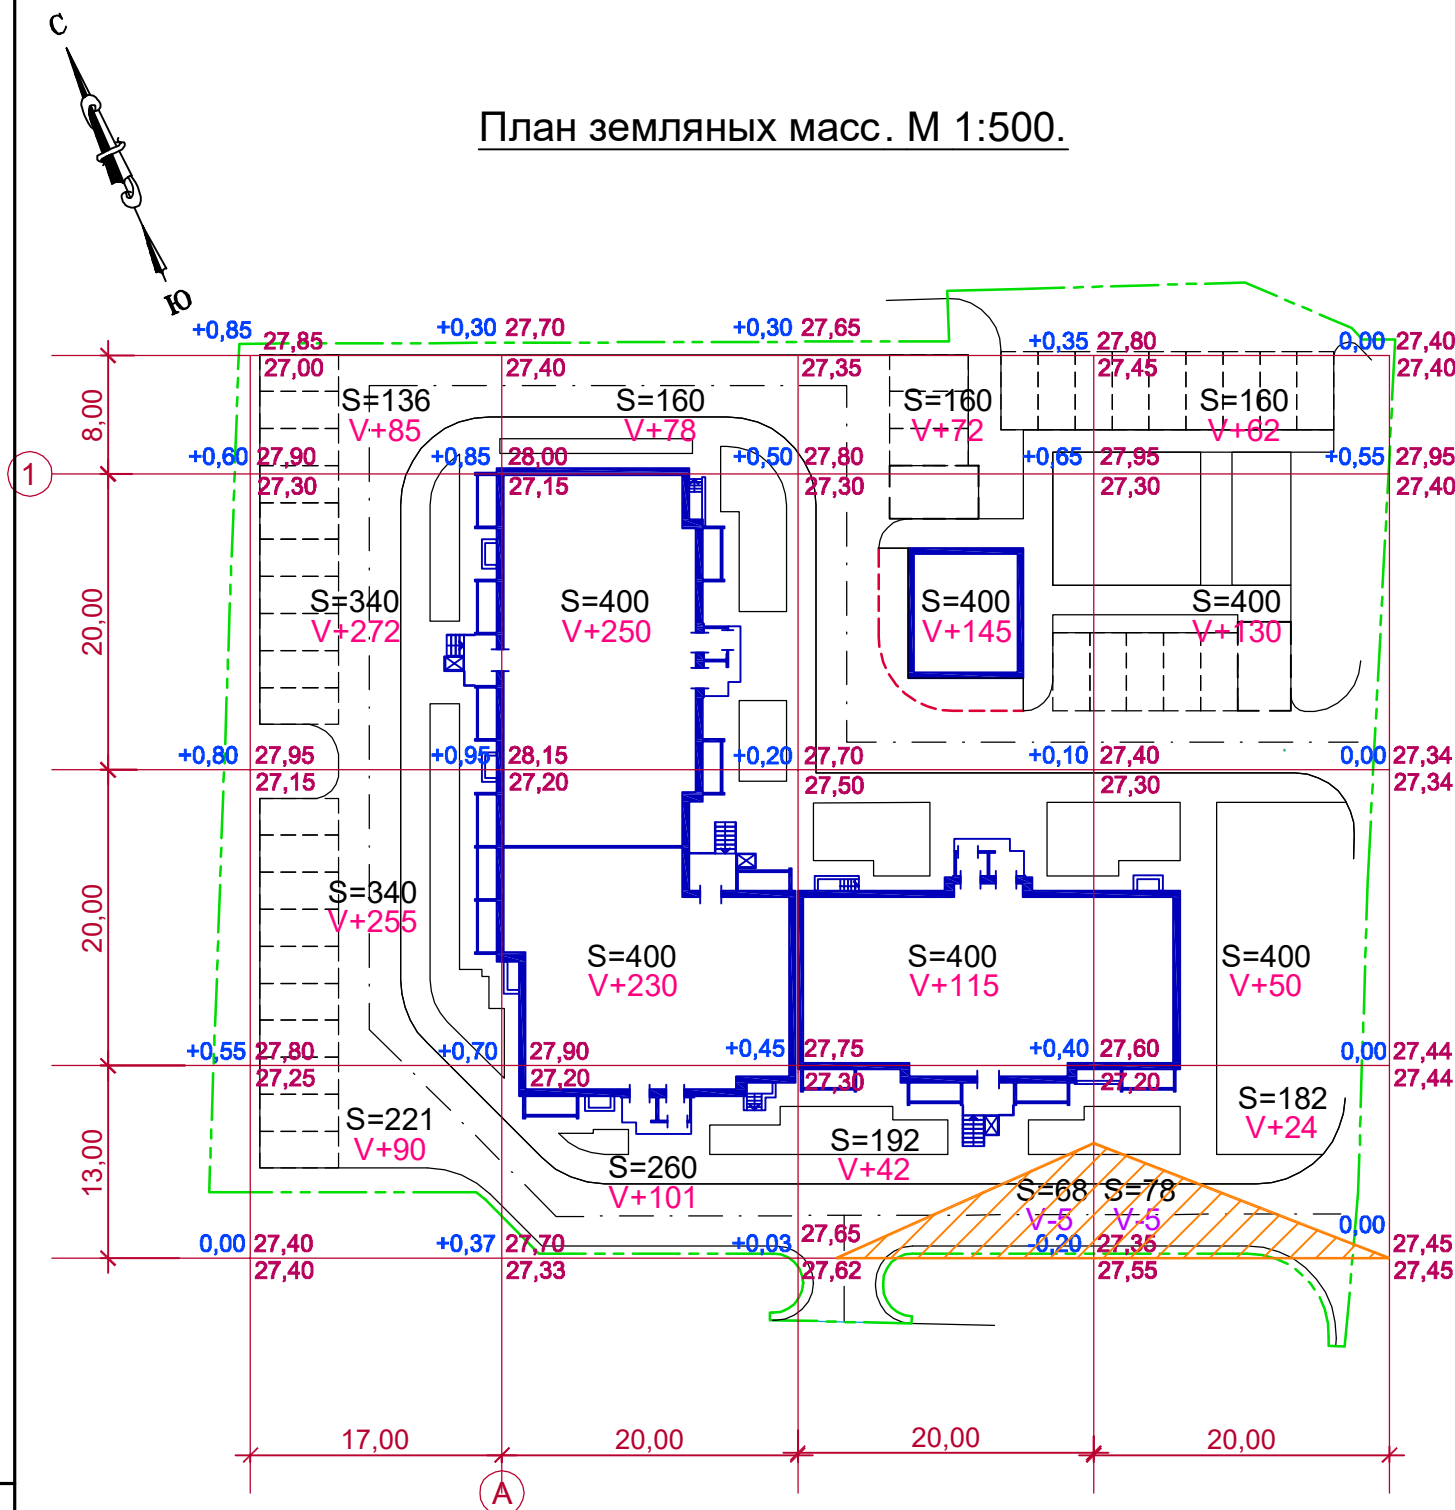 С
Ю
План земляных масс. М 1:500.
+0,85 27,85 +0,30 27,70 +0,30 27,65 +0,35 27,80 0,00 27,40
27,00 27,40 27,35 27,45 27,40
8,00
S=136 S=160 S=160 S=160
V+85 V+78 V+72 V+62
1
+0,60 27,90 +0,85 28,00 +0,50 27,80 +0,65 27,95 +0,55 27,95
27,30 27,15 27,30 27,30 27,40
20,00
S=340 S=400 S=400 S=400
V+272 V+250 V+145 V+130
+0,80 27,95 +0,95 28,15 +0,20 27,70 +0,10 27,40 0,00 27,34
27,15 27,20 27,50 27,30 27,34
20,00
S=340
V+255
S=400 S=400 S=400
V+230 V+115 V+50
+0,55 27,80 +0,70 27,90 +0,45 27,75 +0,40 27,60 0,00 27,44
27,25 27,20 27,30 27,20 27,44
13,00
S=221 S=260 S=192 S=68 S=78 S=182
V+90 V+101 V+42 V-5 V-5 V+24
0,00 27,40 +0,37 27,70 +0,03 27,65 -0,20 27,35 0,00 27,45
27,40 27,33 27,62 27,55 27,45
17,00 20,00 20,00 20,00
А